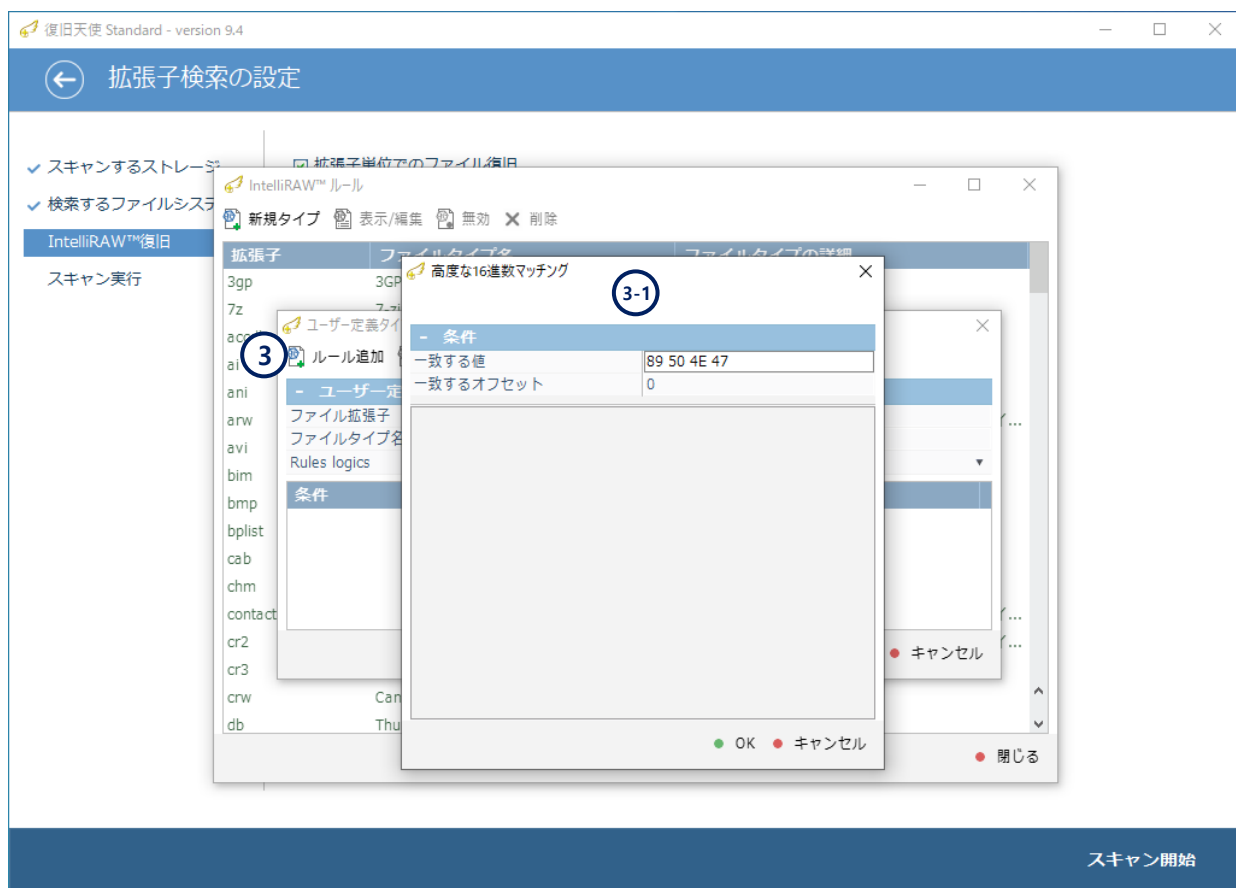 復旧天使 Standard - version 9.4
拡張子検索の設定
スキャンするストレージ
検索するファイルシステ
IntelliRAW™復旧
スキャン実行
拡張子単位でのファイル復旧
IntelliRAW™ ルール
新規タイプ 表示/編集 無効 削除
拡張子 ファイルタイプ名 ファイルタイプの詳細
3gp 3GP
7z 7-zi
ai
ani
arw
avi
bim
bmp
bplist
cab
chm
contact
cr2
cr3
crw Can
db Thu
イ...
イ...
イ...
閉じる
ユーザー定義タイ
3 ルール追加
- ユーザー定
ファイル拡張子
ファイルタイプ名
Rules logics
条件
キャンセル
高度な16進数マッチング
3-1
- 条件
一致する値 89 50 4E 47
一致するオフセット 0
OK キャンセル
スキャン開始